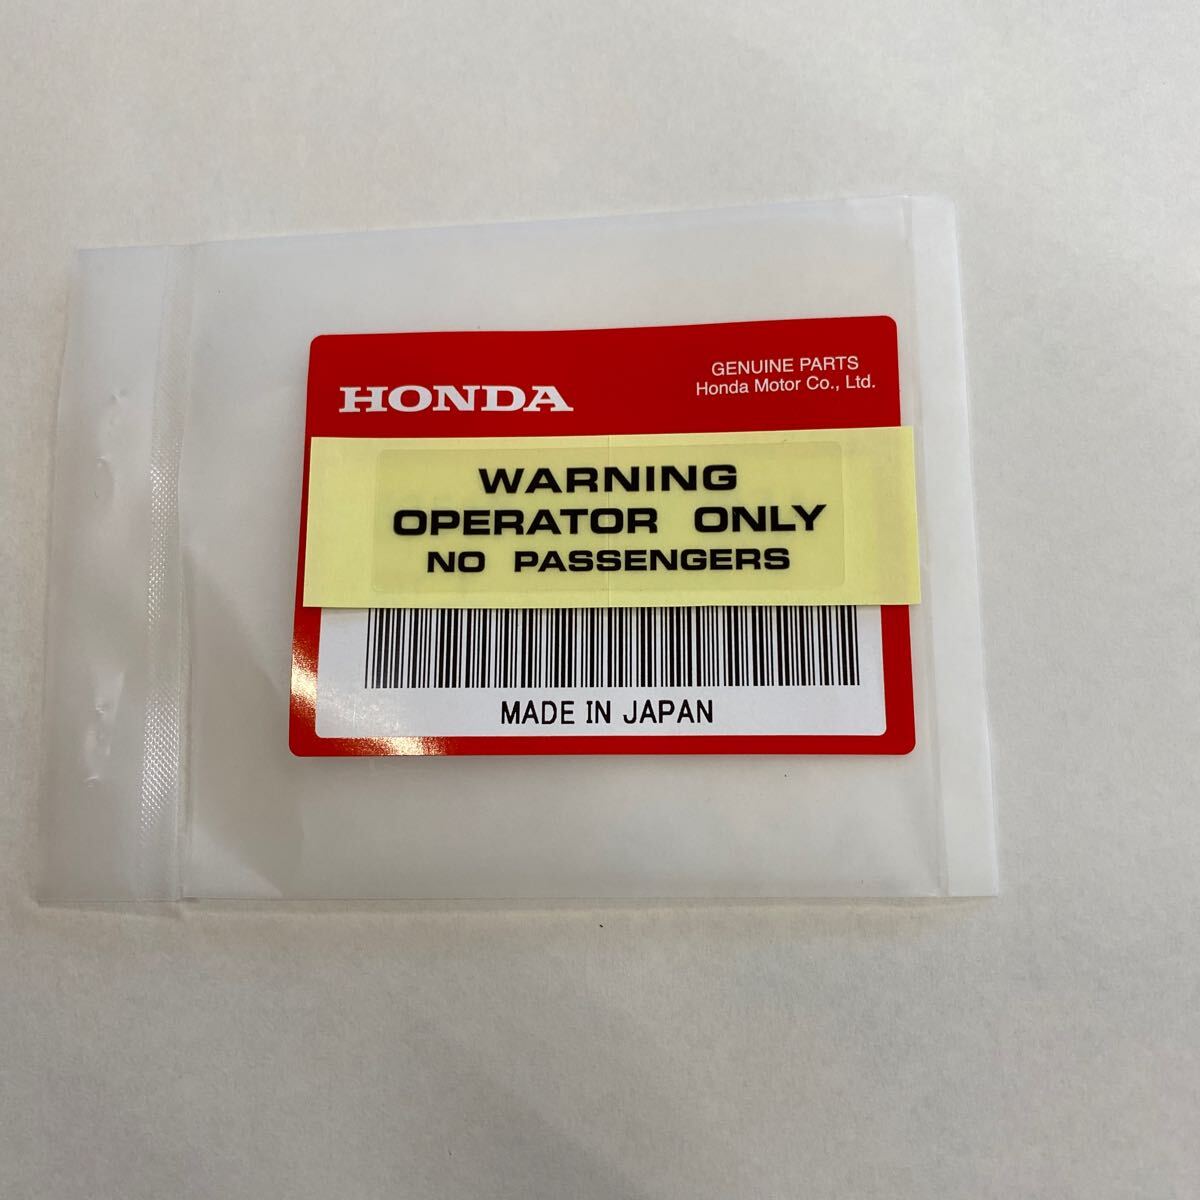 HONDA
GENUINE PARTS
Honda Motor Co., Ltd.
WARNING
OPERATOR ONLY
NO PASSENGERS
MADE IN JAPAN